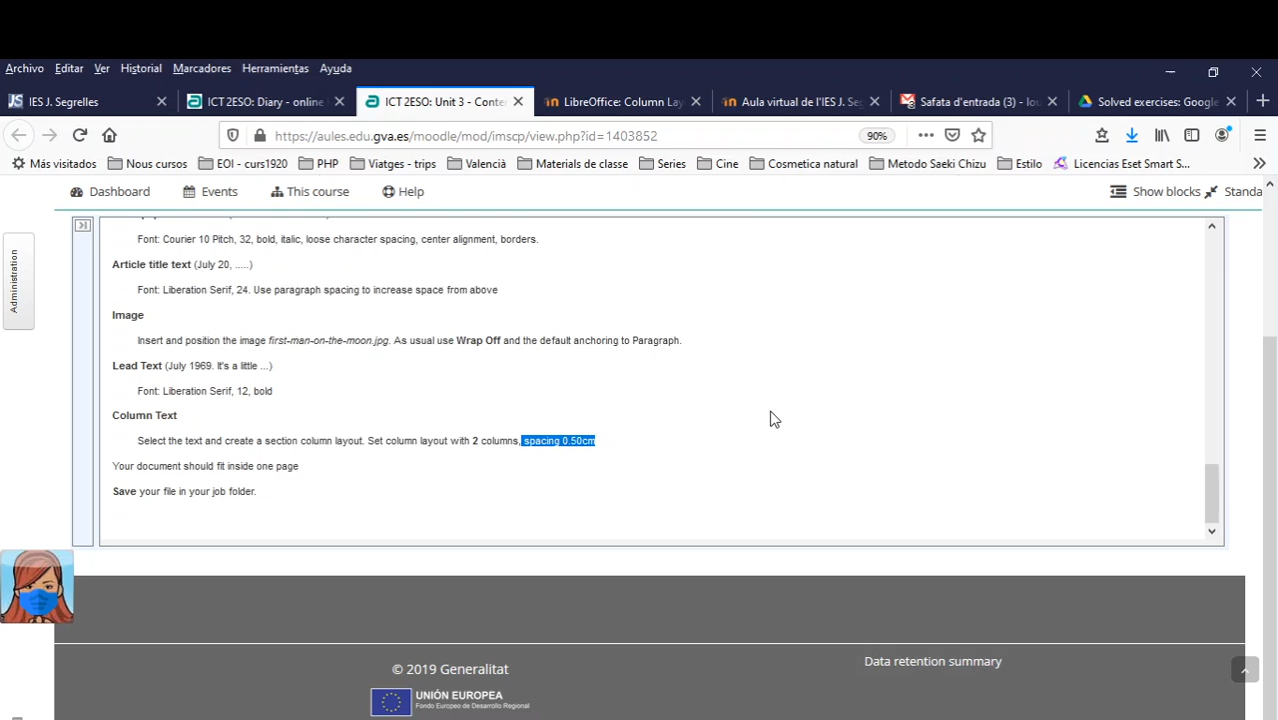 Archivo Editar Ver Historial Marcadores Herramientas Ayuda
IES J. Segrelles
ICT 2ESO: Diary - online
ICT 2ESO: Unit 3 - Conte
LibreOffice: Column Lay
Aula virtual de l'IES J. Se
Safata d'entrada (3) - lou
Solved exercises: Google
https://aules.edu.gva.es/moodle/mod/imscp/view.php?id=1403852
90%
Más visitados
Nous cursos
EOI - curs1920
PHP
Viatges - trips
Valencià
Materials de classe
Series
Cine
Cosmetica natural
Metodo Saeki Chizu
Estilo
Licencias Eset Smart S...
Dashboard Events This course Help Show blocks Standa
Administration
Font: Courier 10 Pitch, 32, bold, italic, loose character spacing, center alignment, borders.
Article title text (July 20, .....)
Font: Liberation Serif, 24. Use paragraph spacing to increase space from above
Image
Insert and position the image first-man-on-the-moon.jpg. As usual use Wrap Off and the default anchoring to Paragraph.
Lead Text (July 1969. It's a little ...)
Font: Liberation Serif, 12, bold
Column Text
Select the text and create a section column layout. Set column layout with 2 columns, spacing 0.50cm
Your document should fit inside one page
Save your file in your job folder.
© 2019 Generalitat
Data retention summary
UNIÓN EUROPEA
Fondo Europeo de Desarrollo Regional